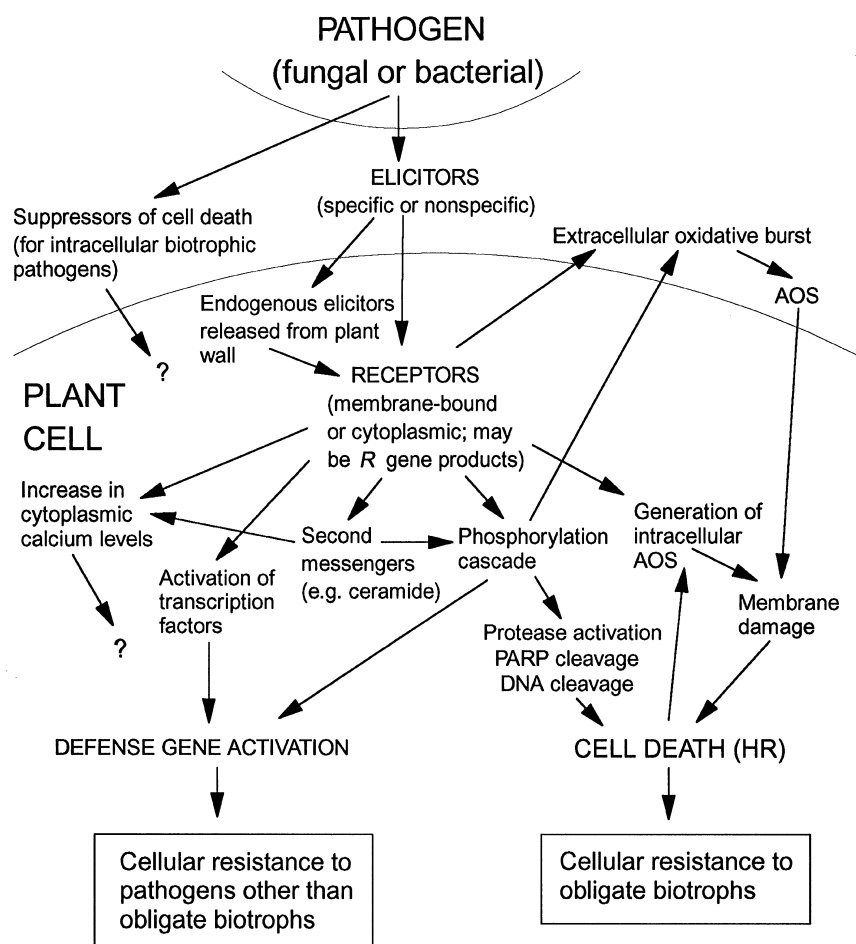 PATHOGEN
(fungal or bacterial)
ELICITORS
(specific or nonspecific)
Suppressors of cell death
(for intracellular biotrophic
pathogens)
Extracellular oxidative burst
AOS
Endogenous elicitors
released from plant
wall
?
RECEPTORS
(membrane-bound
or cytoplasmic; may
be R gene products)
PLANT
CELL
Increase in
cytoplasmic
calcium levels
Second
messengers
(e.g. ceramide)
Phosphorylation
cascade
Generation of
intracellular
AOS
Activation of
transcription
factors
?
Membrane
damage
Protease activation
PARP cleavage
DNA cleavage
DEFENSE GENE ACTIVATION
CELL DEATH (HR)
Cellular resistance to
pathogens other than
obligate biotrophs
Cellular resistance to
obligate biotrophs